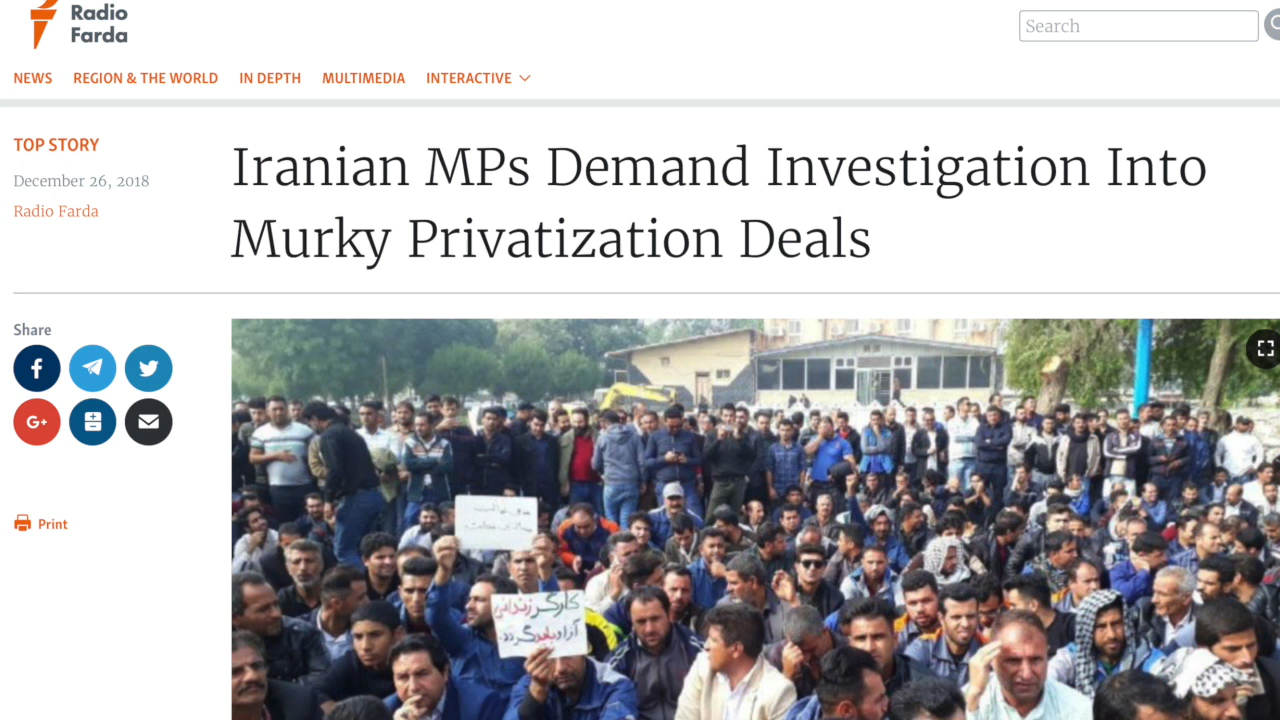 Radio
Farda
Search
NEWS
REGION & THE WORLD
IN DEPTH
MULTIMEDIA
INTERACTIVE
TOP STORY
December 26, 2018
Radio Farda
Iranian MPs Demand Investigation Into
Murky Privatization Deals
Share
G+
Print
کارگر زندانی
آزاد باید گردد